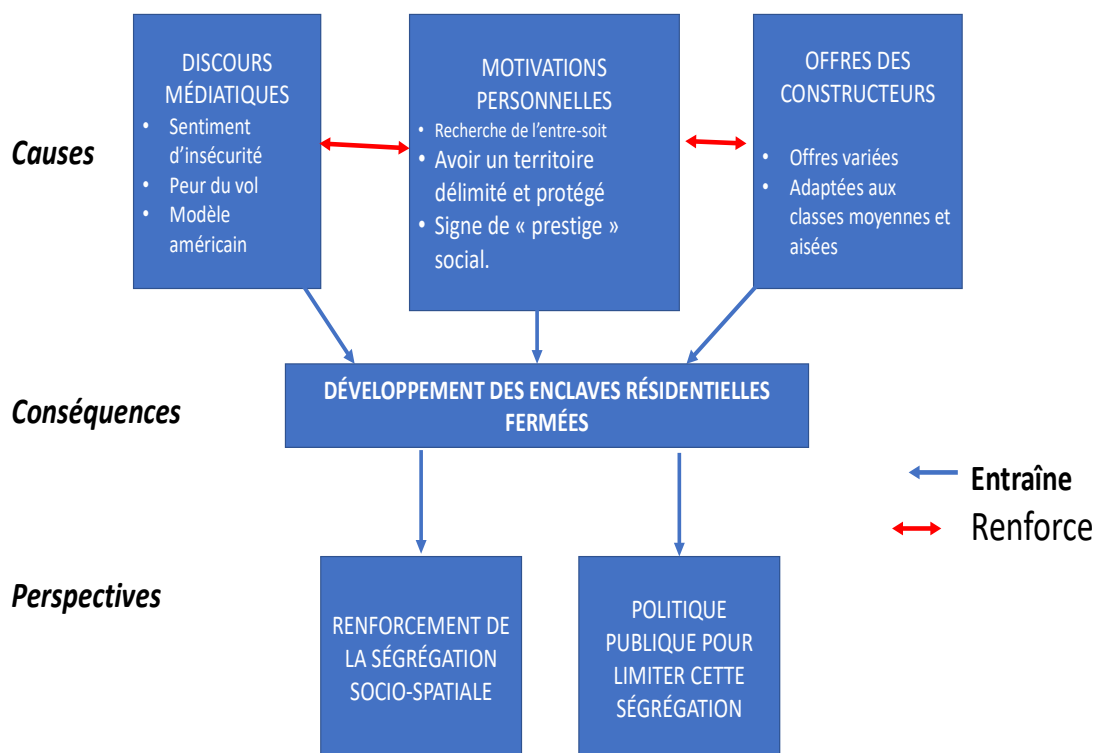 Causes
DISCOURS
MÉDIATIQUES
• Sentiment
d’insécurité
• Peur du vol
• Modèle
américain
MOTIVATIONS
PERSONNELLES
• Recherche de l’entre-soit
• Avoir un territoire
délimité et protégé
• Signe de « prestige »
social.
OFFRES DES
CONSTRUCTEURS
• Offres variées
• Adaptées aux
classes moyennes et
aisées
Conséquences
DÉVELOPPEMENT DES ENCLAVES RÉSIDENTIELLES
FERMÉES
Entraîne
Renforce
Perspectives
RENFORCEMENT DE
LA SÉGRÉGATION
SOCIO-SPATIALE
POLITIQUE
PUBLIQUE POUR
LIMITER CETTE
SÉGRÉGATION